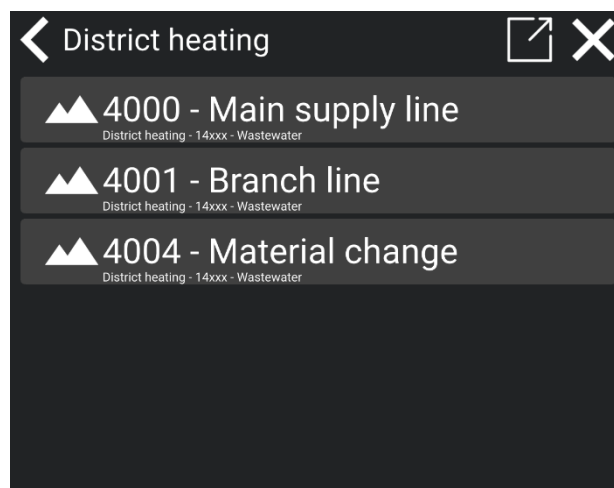 District heating
4000 - Main supply line
District heating - 14xxx - Wastewater
4001 - Branch line
District heating - 14xxx - Wastewater
4004 - Material change
District heating - 14xxx - Wastewater